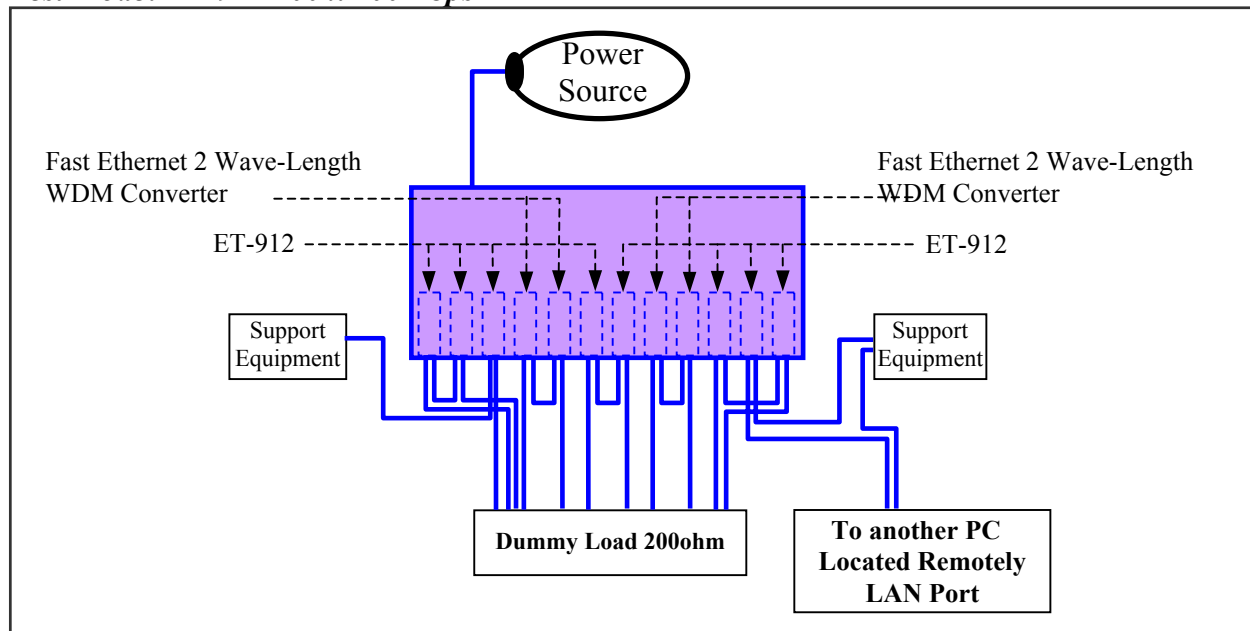 Power
Source
Fast Ethernet 2 Wave-Length
WDM Converter
Fast Ethernet 2 Wave-Length
WDM Converter
ET-912
ET-912
Support
Equipment
Support
Equipment
Dummy Load 200ohm
To another PC
Located Remotely
LAN Port